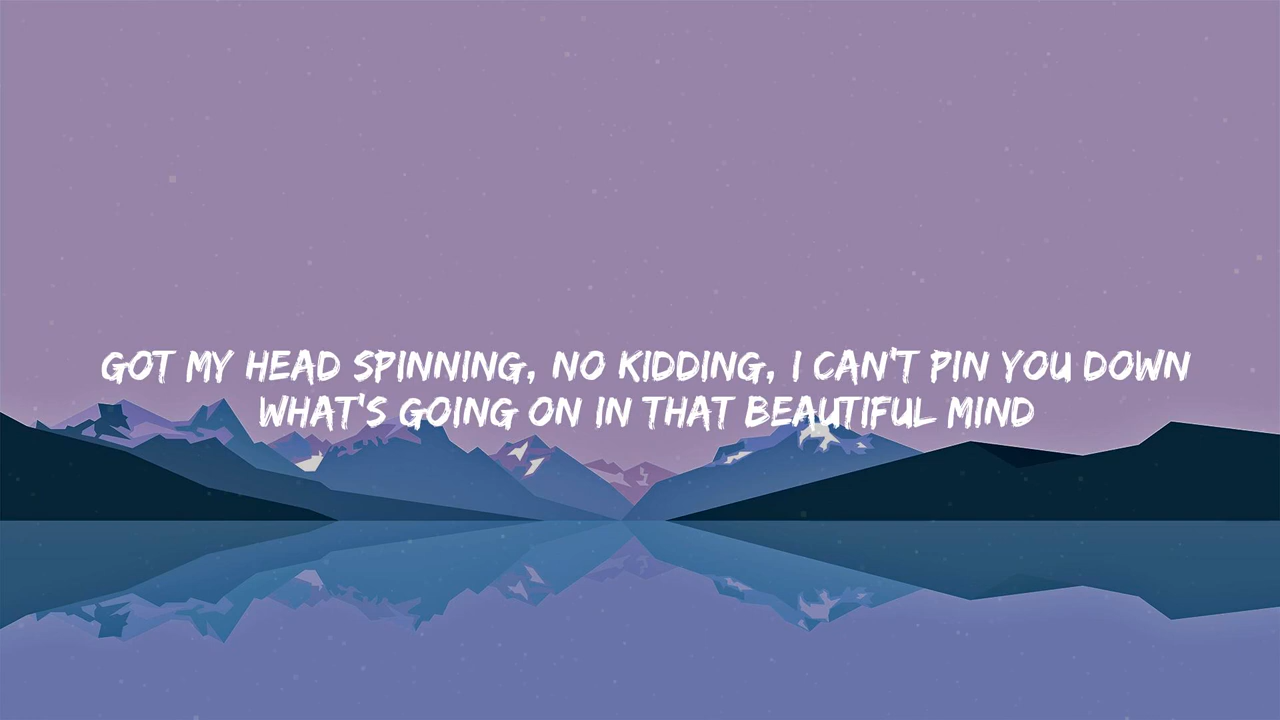 GOT MY HEAD SPINNING, NO KIDDING, I CAN'T PIN YOU DOWN
WHAT'S GOING ON IN THAT BEAUTIFUL MIND